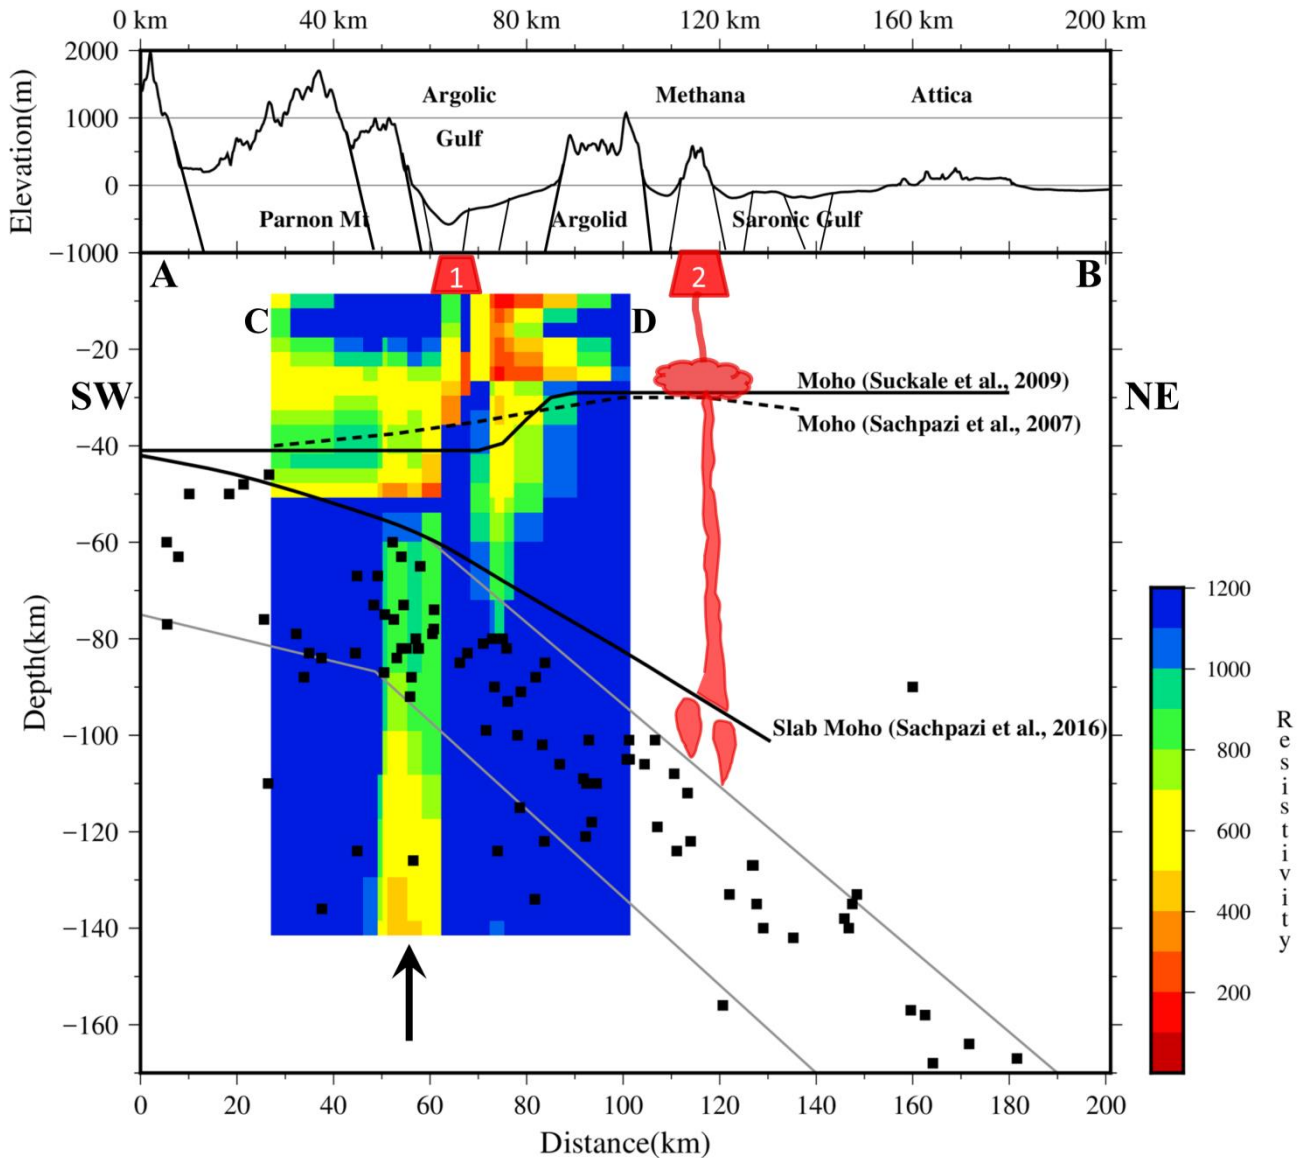 0 km 40 km 80 km 120 km 160 km 200 km
2000
1000
0
−1000
Elevation(m)
Argolic
Gulf
Methana
Attica
Parnon Mt
Argolid
Saronic Gulf
A
1
2
B
C
D
SW
NE
Moho (Suckale et al., 2009)
Moho (Sachpazi et al., 2007)
Slab Moho (Sachpazi et al., 2016)
−20
−40
−60
−80
−100
−120
−140
−160
Depth(km)
0 20 40 60 80 100 120 140 160 180 200
Distance(km)
1200
1000
800
600
400
200
Resistivity